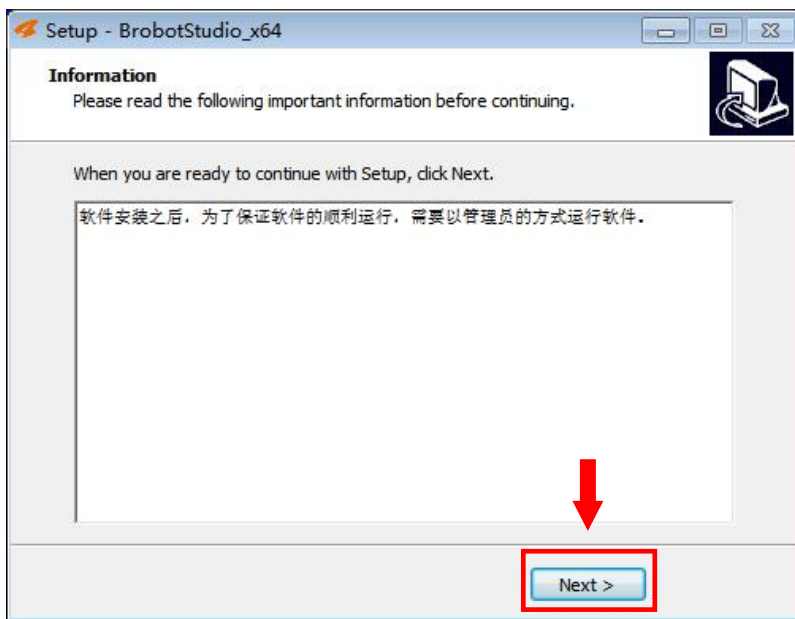 Setup - BrobotStudio_x64
Information
Please read the following important information before continuing.
When you are ready to continue with Setup, click Next.
软件安装之后，为了保证软件的顺利运行，需要以管理员的方式运行软件.
Next >